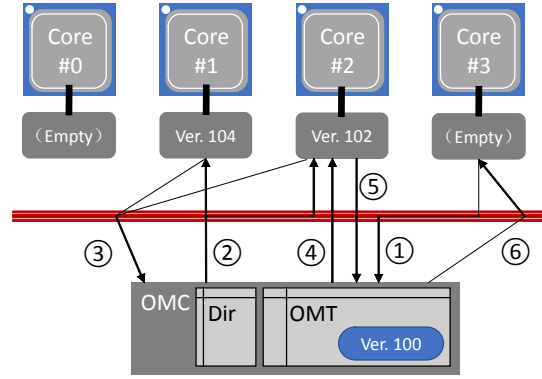 Core
#0
Core
#1
Core
#2
Core
#3
（Empty）
Ver. 104
Ver. 102
（Empty）
⑤
③
②
④
①
⑥
OMC
Dir
OMT
Ver. 100